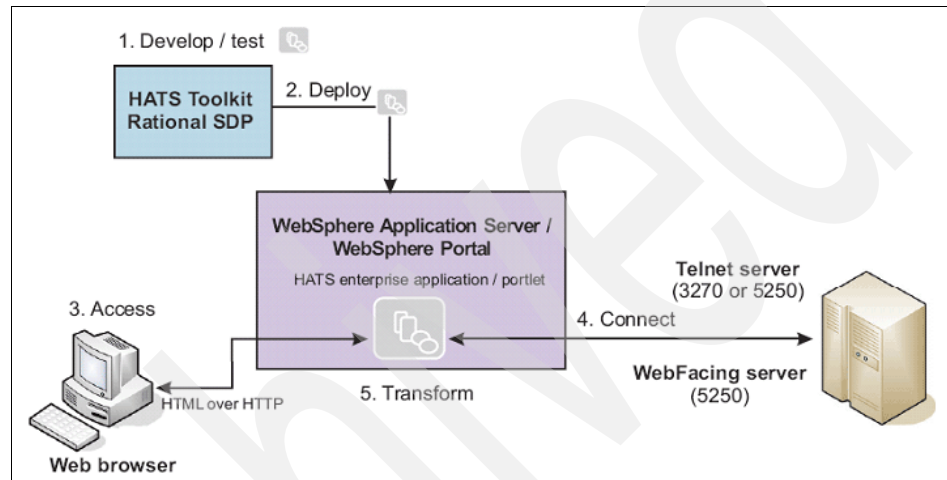 1. Develop / test
HATS Toolkit
Rational SDP
2. Deploy
WebSphere Application Server /
WebSphere Portal
HATS enterprise application / portlet
3. Access
HTML over HTTP
Web browser
5. Transform
4. Connect
Telnet server
(3270 or 5250)
WebFacing server
(5250)